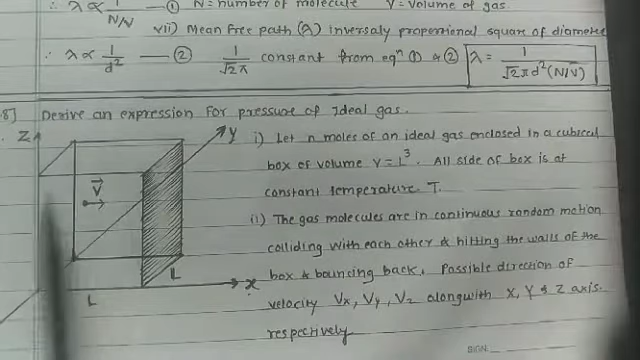 ∴ λ ∝ 1/(N/V) —① N = number of molecule V = Volume of gas.
vii) Mean free path (λ) inversaly propertional square of diameter
∴ λ ∝ 1/d² —② 1/√2π constant from eqⁿ ① & ② λ = 1/(√2πd²(N/V))
8] Derive an expression for pressure of Ideal gas.
i) Let n moles of an ideal gas enclosed in a cubical
box of volume V = L³. All side of box is at
constant temperature T.
ii) The gas molecules are in continuous random motion
colliding with each other & hitting the walls of the
box & bouncing back. Possible direction of
velocity Vx, Vy, Vz alongwith X, Y & Z axis.
respectively
Z
Y
V
L
L
X